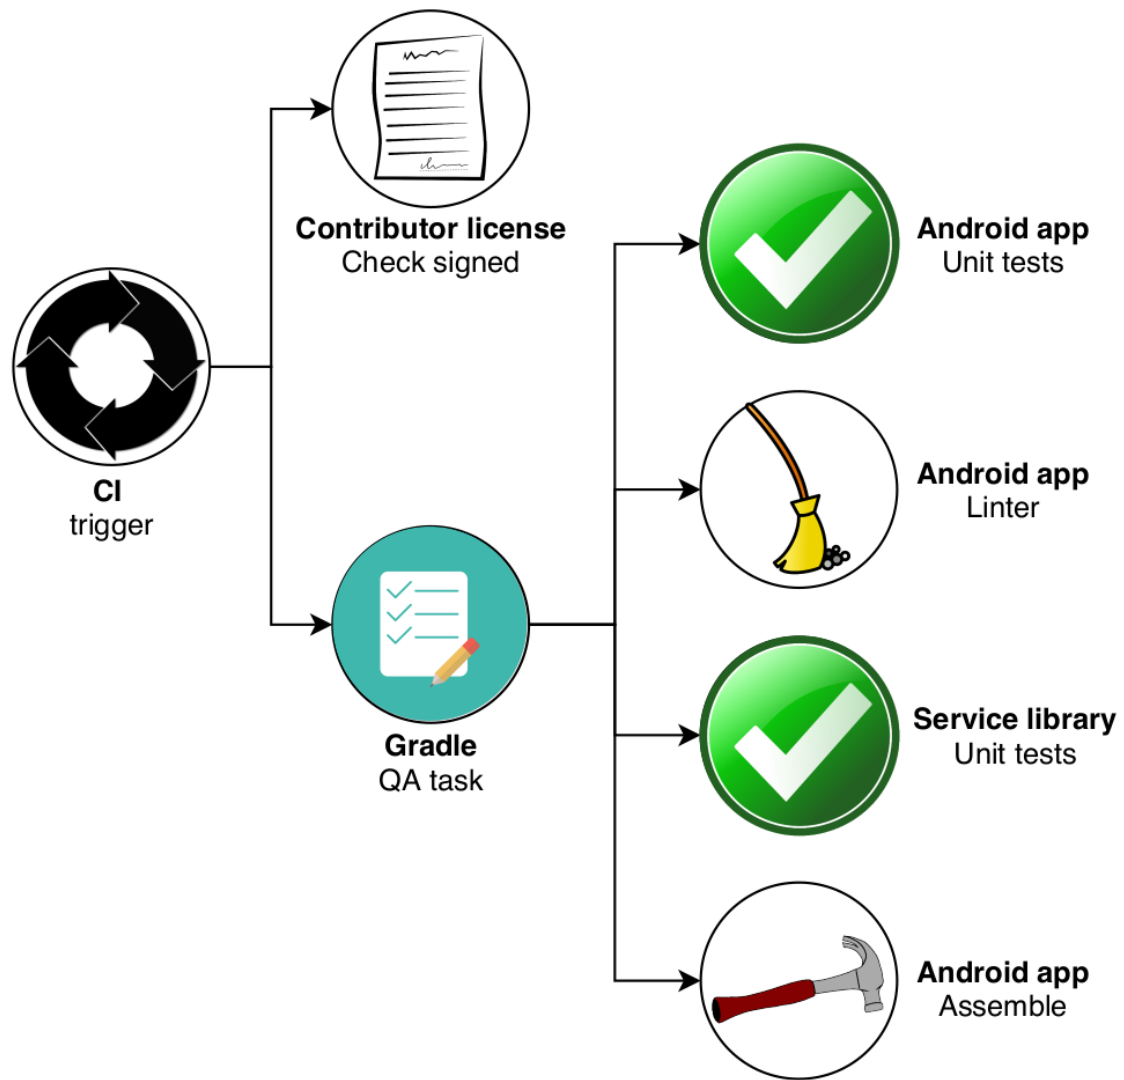 Contributor license
Check signed
CI
trigger
Gradle
QA task
Android app
Unit tests
Android app
Linter
Service library
Unit tests
Android app
Assemble